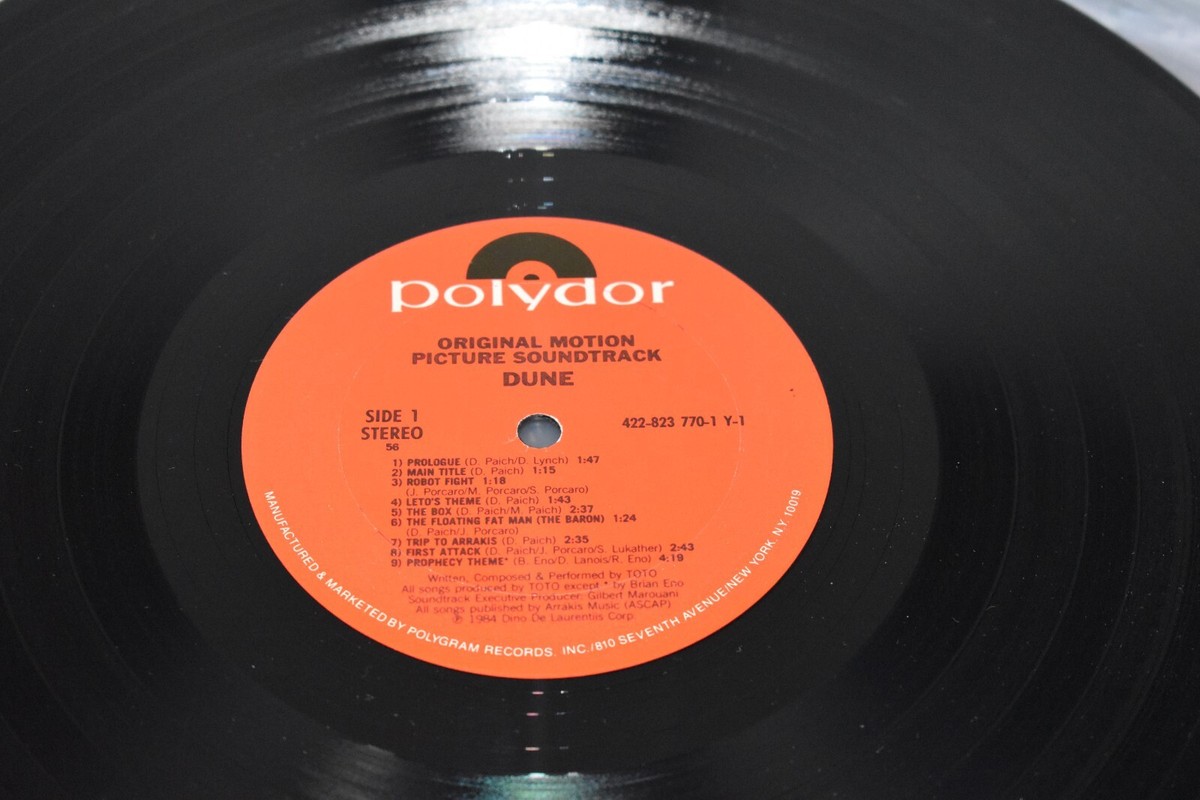 polydor
ORIGINAL MOTION
PICTURE SOUNDTRACK
DUNE
SIDE 1
STEREO
56
422-823 770-1 Y-1
1) PROLOGUE (D. Paich/D. Lynch) 1:47
2) MAIN TITLE (D. Paich) 1:15
3) ROBOT FIGHT 1:18
(J. Porcaro/M. Porcaro/S. Porcaro)
4) LETO'S THEME (D. Paich) 1:43
5) THE BOX (D. Paich/M. Paich) 2:37
6) THE FLOATING FAT MAN (THE BARON) 1:24
(D. Paich/J. Porcaro)
7) TRIP TO ARRAKIS (D. Paich) 2:35
8) FIRST ATTACK (D. Paich/J. Porcaro/S. Lukather) 2:43
9) PROPHECY THEME* (B. Eno/D. Lanois/R. Eno) 4:19
Written, Composed & Performed by TOTO
All songs produced by TOTO except * by Brian Eno
Soundtrack Executive Producer: Gilbert Marouani
All songs published by Arrakis Music (ASCAP)
℗ 1984 Dino De Laurentiis Corp.
MANUFACTURED & MARKETED BY POLYGRAM RECORDS, INC./810 SEVENTH AVENUE/NEW YORK, N.Y. 10019